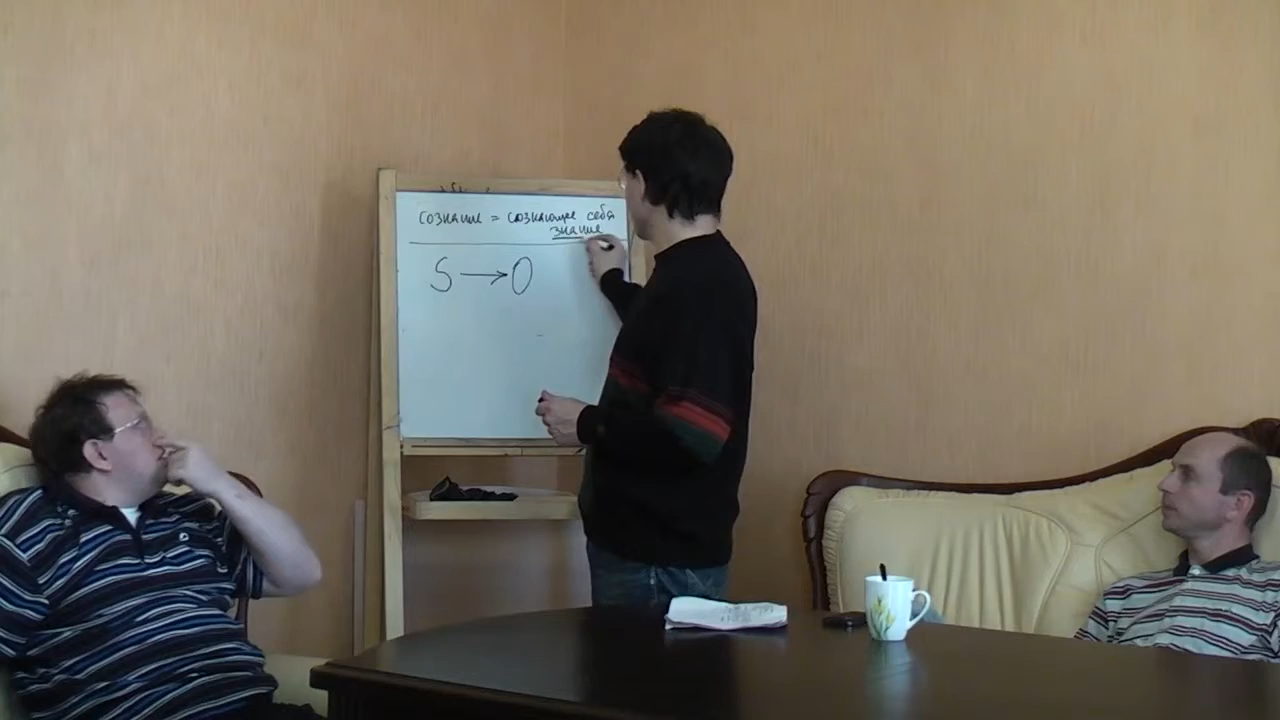 сознание = сознающее себя
знание
S → O